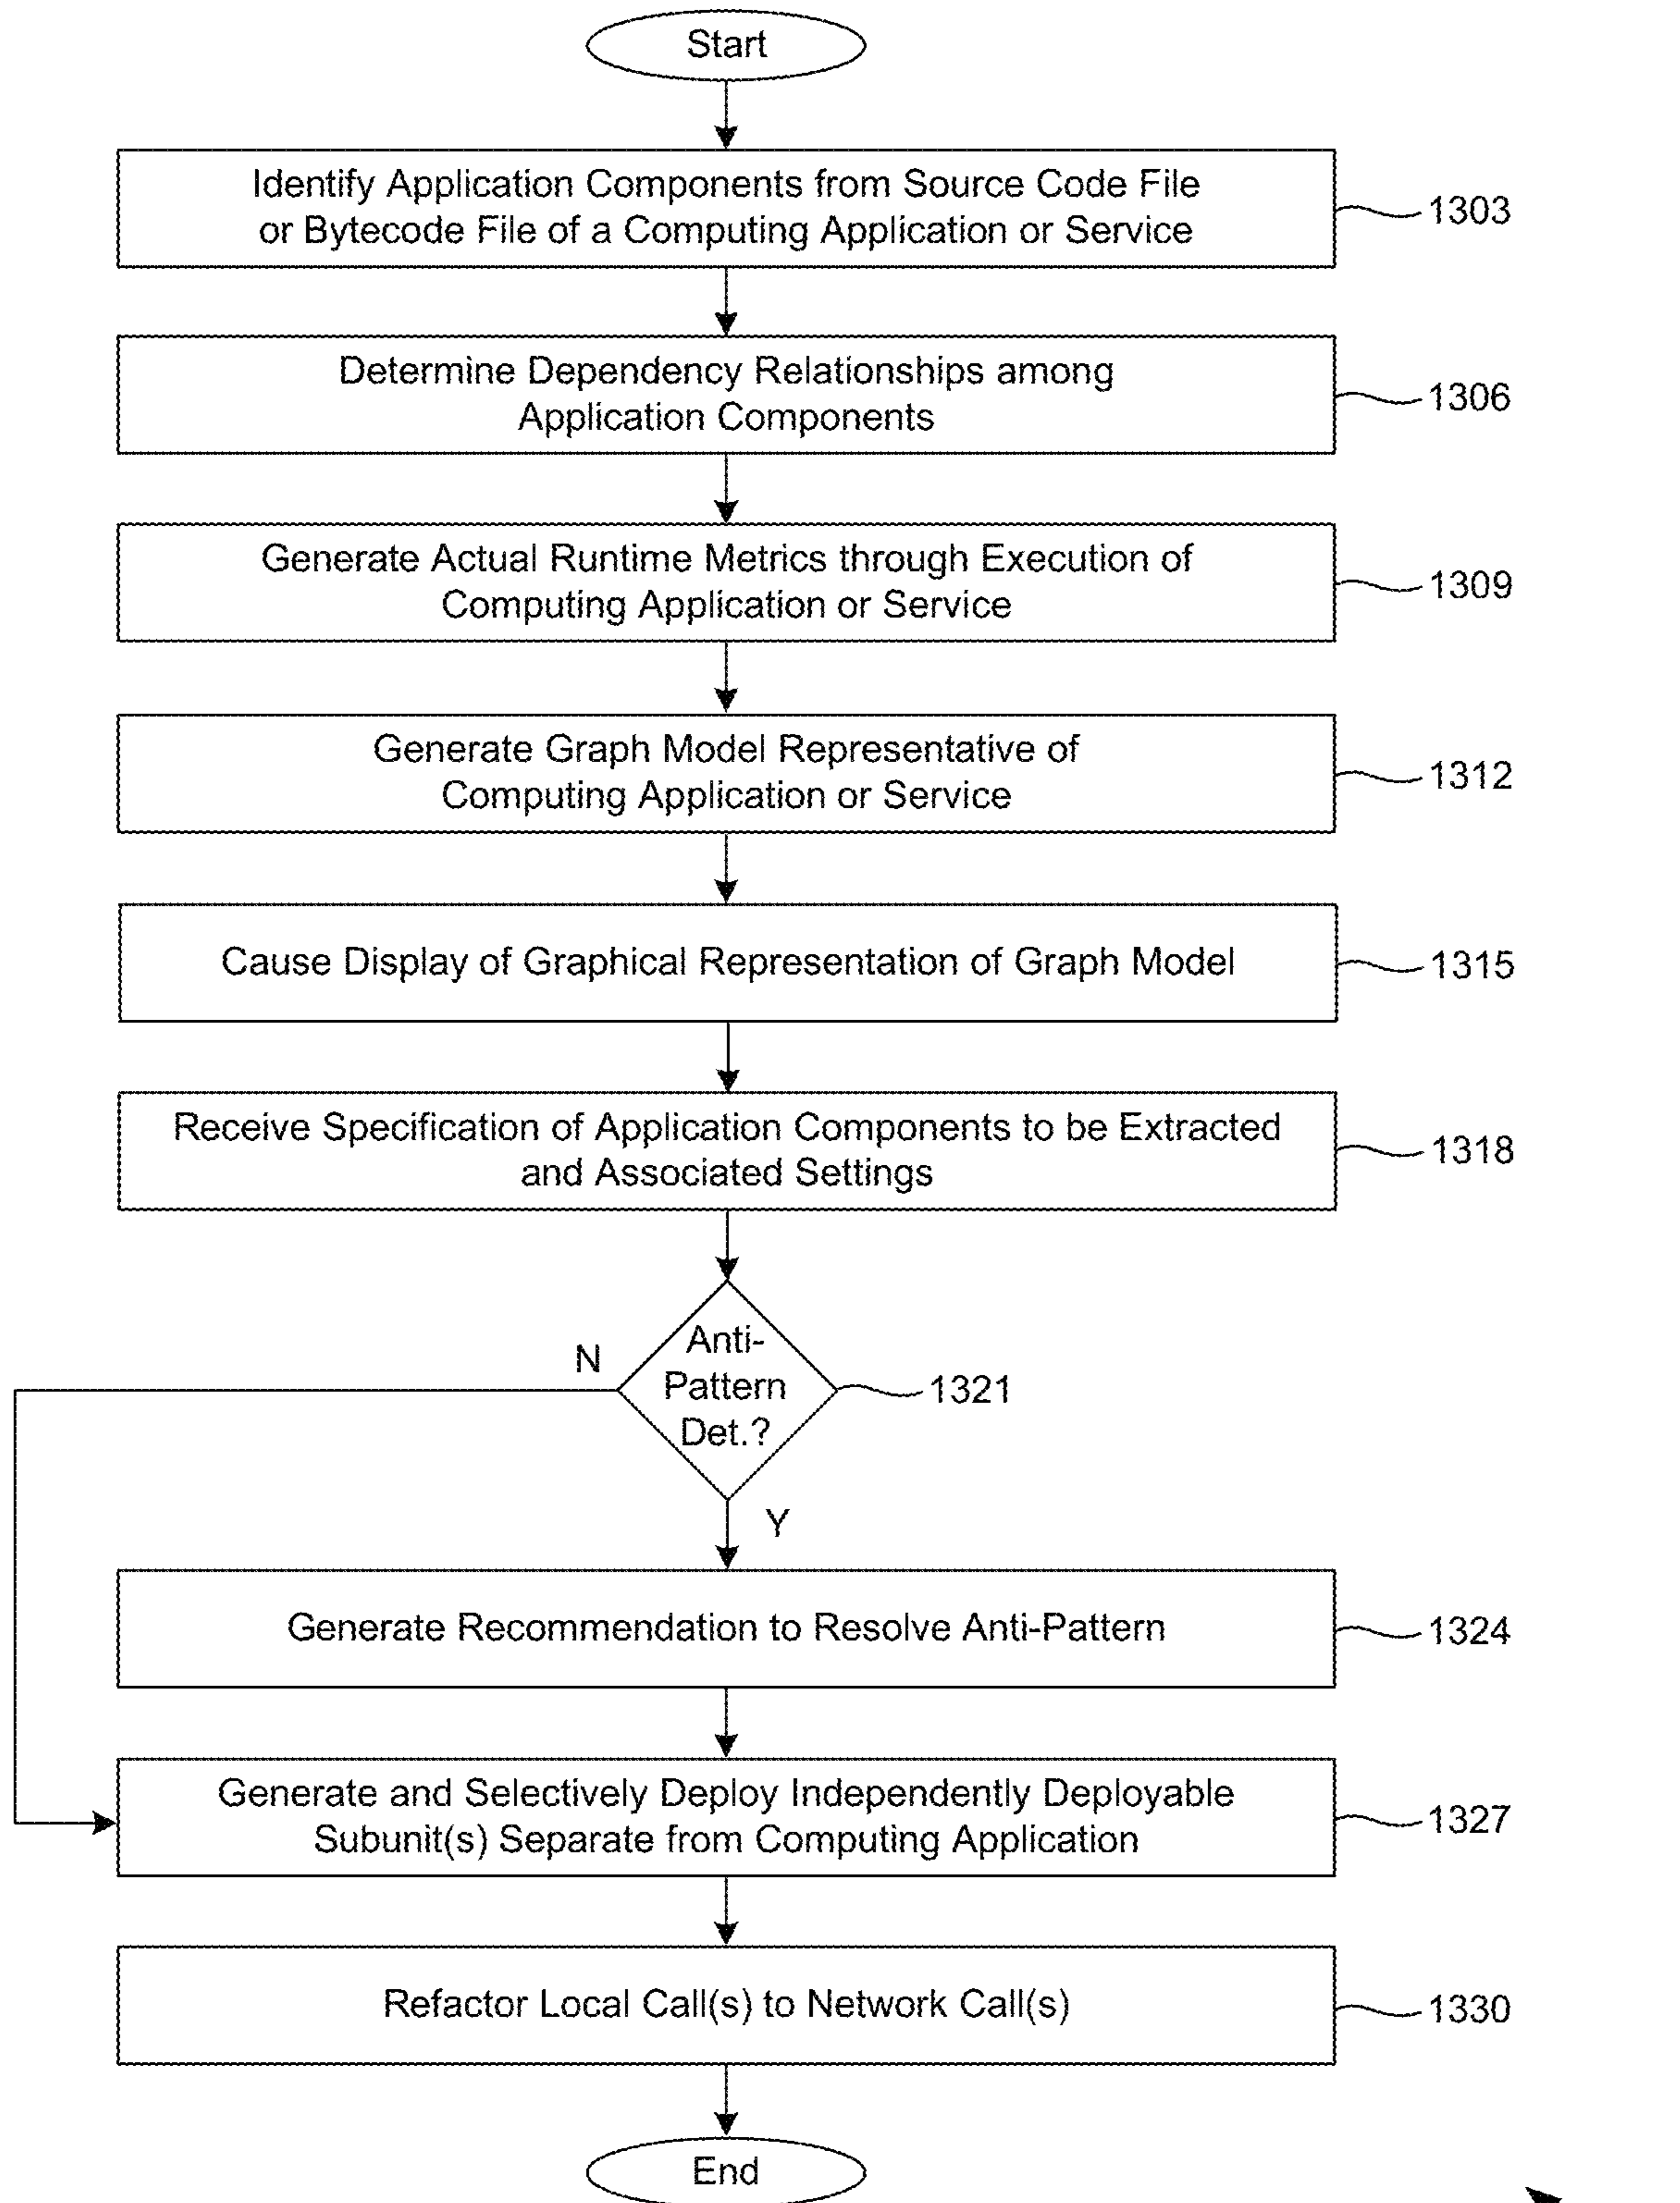 Start
Identify Application Components from Source Code File
or Bytecode File of a Computing Application or Service
1303
Determine Dependency Relationships among
Application Components
1306
Generate Actual Runtime Metrics through Execution of
Computing Application or Service
1309
Generate Graph Model Representative of
Computing Application or Service
1312
Cause Display of Graphical Representation of Graph Model
1315
Receive Specification of Application Components to be Extracted
and Associated Settings
1318
N
Anti-
Pattern
Det.?
1321
Y
Generate Recommendation to Resolve Anti-Pattern
1324
Generate and Selectively Deploy Independently Deployable
Subunit(s) Separate from Computing Application
1327
Refactor Local Call(s) to Network Call(s)
1330
End